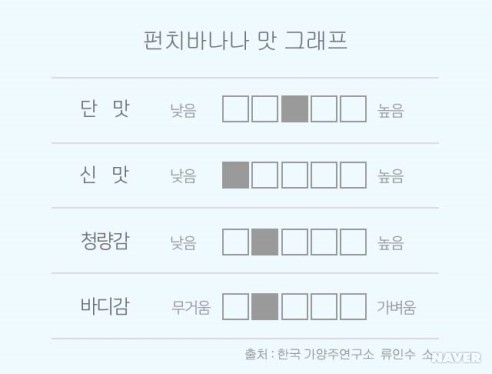 펀치바나나 맛 그래프
단 맛 낮음 높음
신 맛 낮음 높음
청량감 낮음 높음
바디감 무거움 가벼움
출처 : 한국 가양주연구소 류인수 소
NAVER